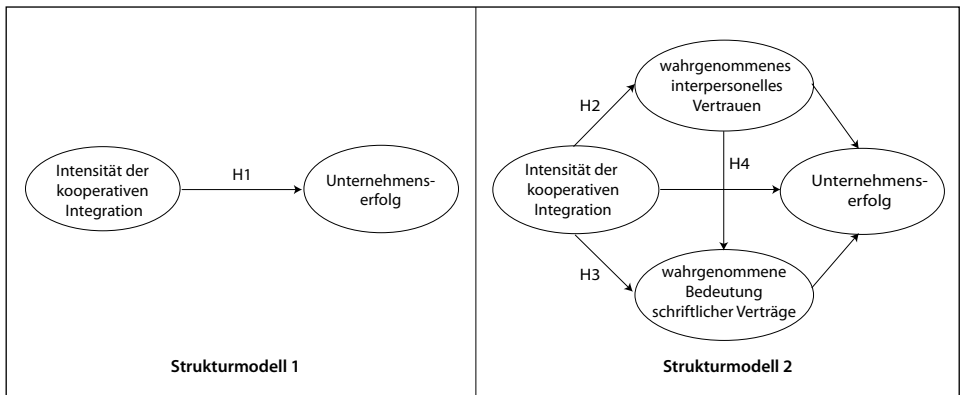 Intensität der
kooperativen
Integration
H1
Unternehmens-
erfolg
Strukturmodell 1
wahrgenommenes
interpersonelles
Vertrauen
H2
H4
Intensität der
kooperativen
Integration
Unternehmens-
erfolg
H3
wahrgenommene
Bedeutung
schriftlicher Verträge
Strukturmodell 2